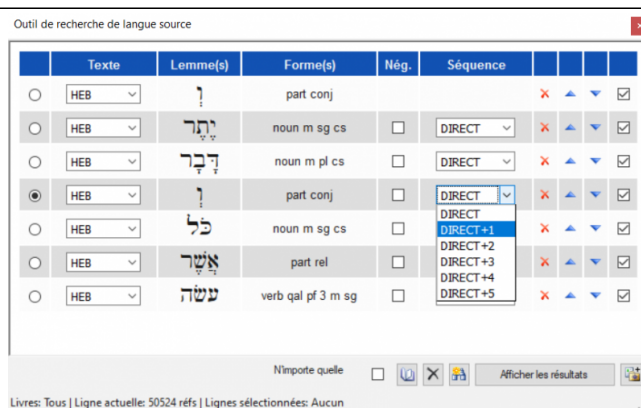 Outil de recherche de langue source
Texte Lemme(s) Forme(s) Nég. Séquence
HEB וְ part conj
HEB יֶתֶר noun m sg cs DIRECT
HEB דָּבָר noun m pl cs DIRECT
HEB וְ part conj DIRECT
DIRECT
HEB כֹּל noun m sg cs DIRECT+1
DIRECT+2
HEB אֲשֶׁר part rel DIRECT+3
DIRECT+4
HEB עשׂה verb qal pf 3 m sg DIRECT+5
N'importe quelle Afficher les résultats
Livres: Tous | Ligne actuelle: 50524 réfs | Lignes sélectionnées: Aucun